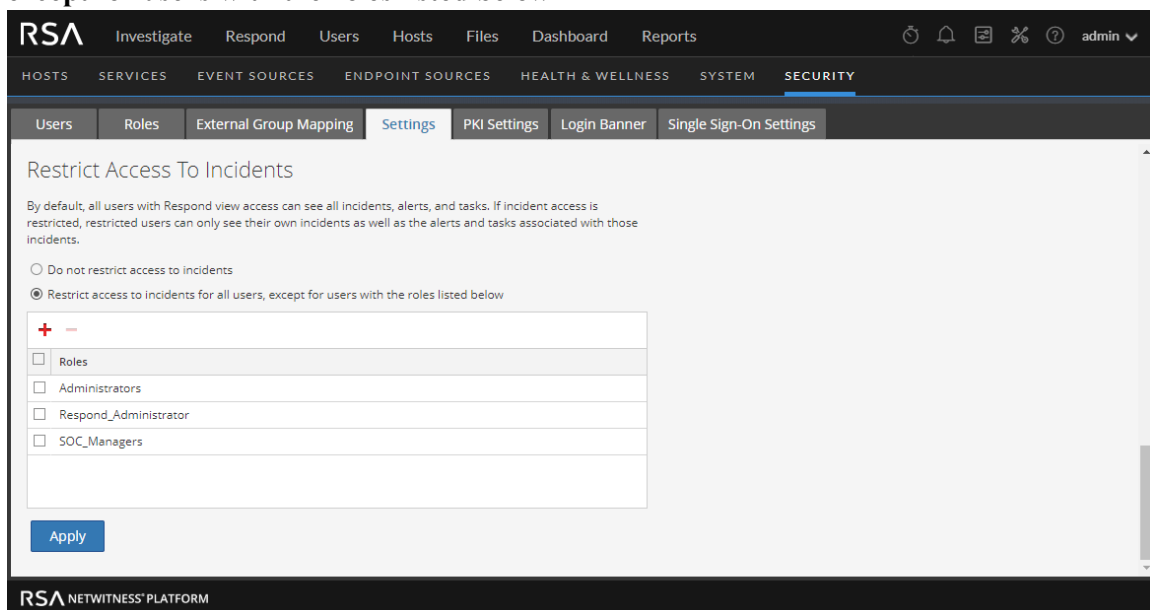 RSA Investigate Respond Users Hosts Files Dashboard Reports admin
HOSTS SERVICES EVENT SOURCES ENDPOINT SOURCES HEALTH & WELLNESS SYSTEM SECURITY
Users Roles External Group Mapping Settings PKI Settings Login Banner Single Sign-On Settings
Restrict Access To Incidents
By default, all users with Respond view access can see all incidents, alerts, and tasks. If incident access is
restricted, restricted users can only see their own incidents as well as the alerts and tasks associated with those
incidents.
Do not restrict access to incidents
Restrict access to incidents for all users, except for users with the roles listed below
Roles
Administrators
Respond_Administrator
SOC_Managers
Apply
RSA NETWITNESS® PLATFORM